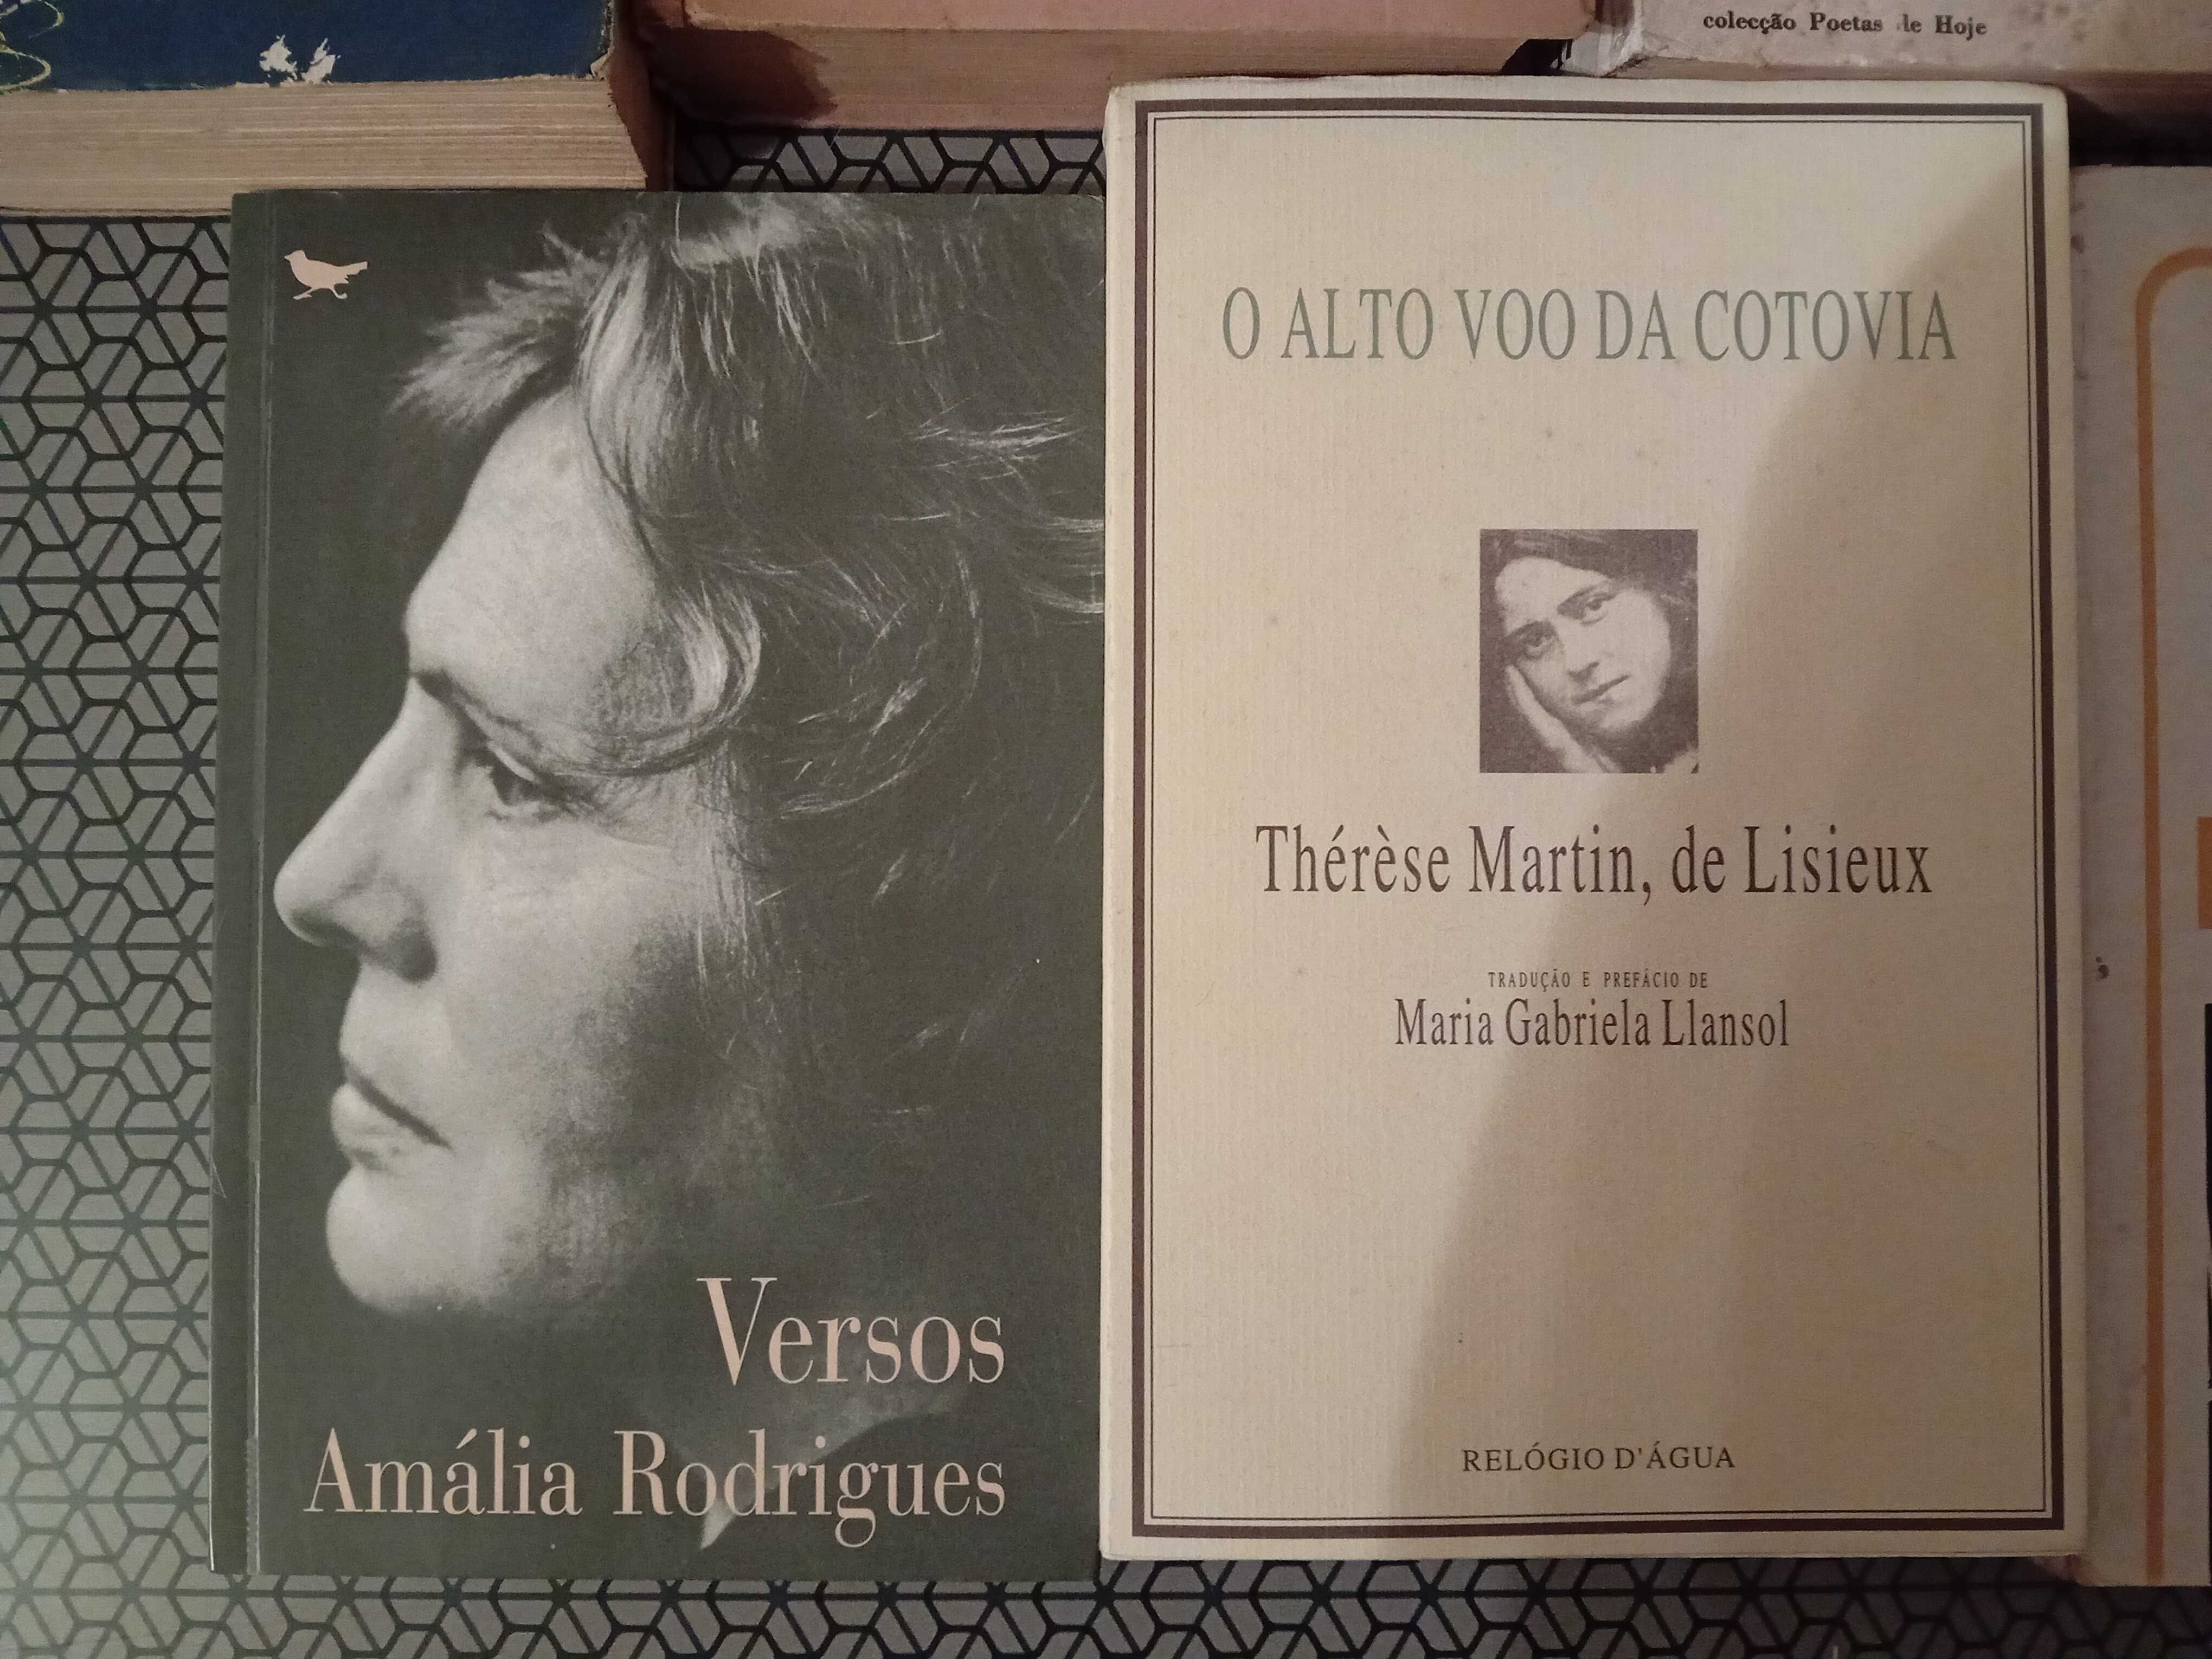 colecção Poetas de Hoje
Versos
Amália Rodrigues
O ALTO VOO DA COTOVIA
Thérèse Martin, de Lisieux
TRADUÇÃO E PREFÁCIO DE
Maria Gabriela Llansol
RELÓGIO D'ÁGUA